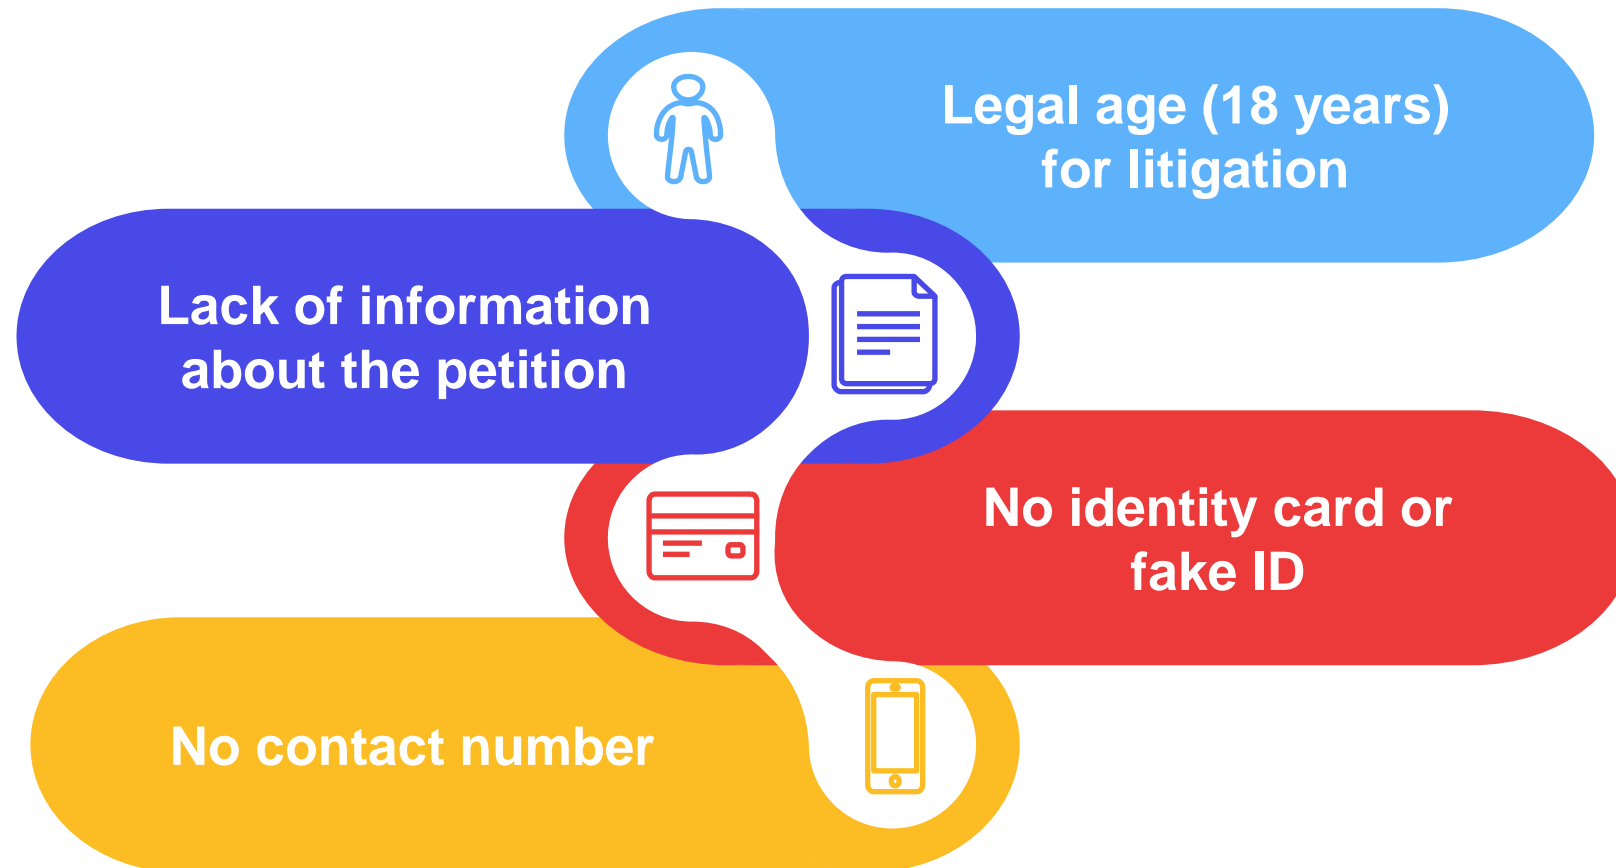 Legal age (18 years)
for litigation
Lack of information
about the petition
No identity card or
fake ID
No contact number